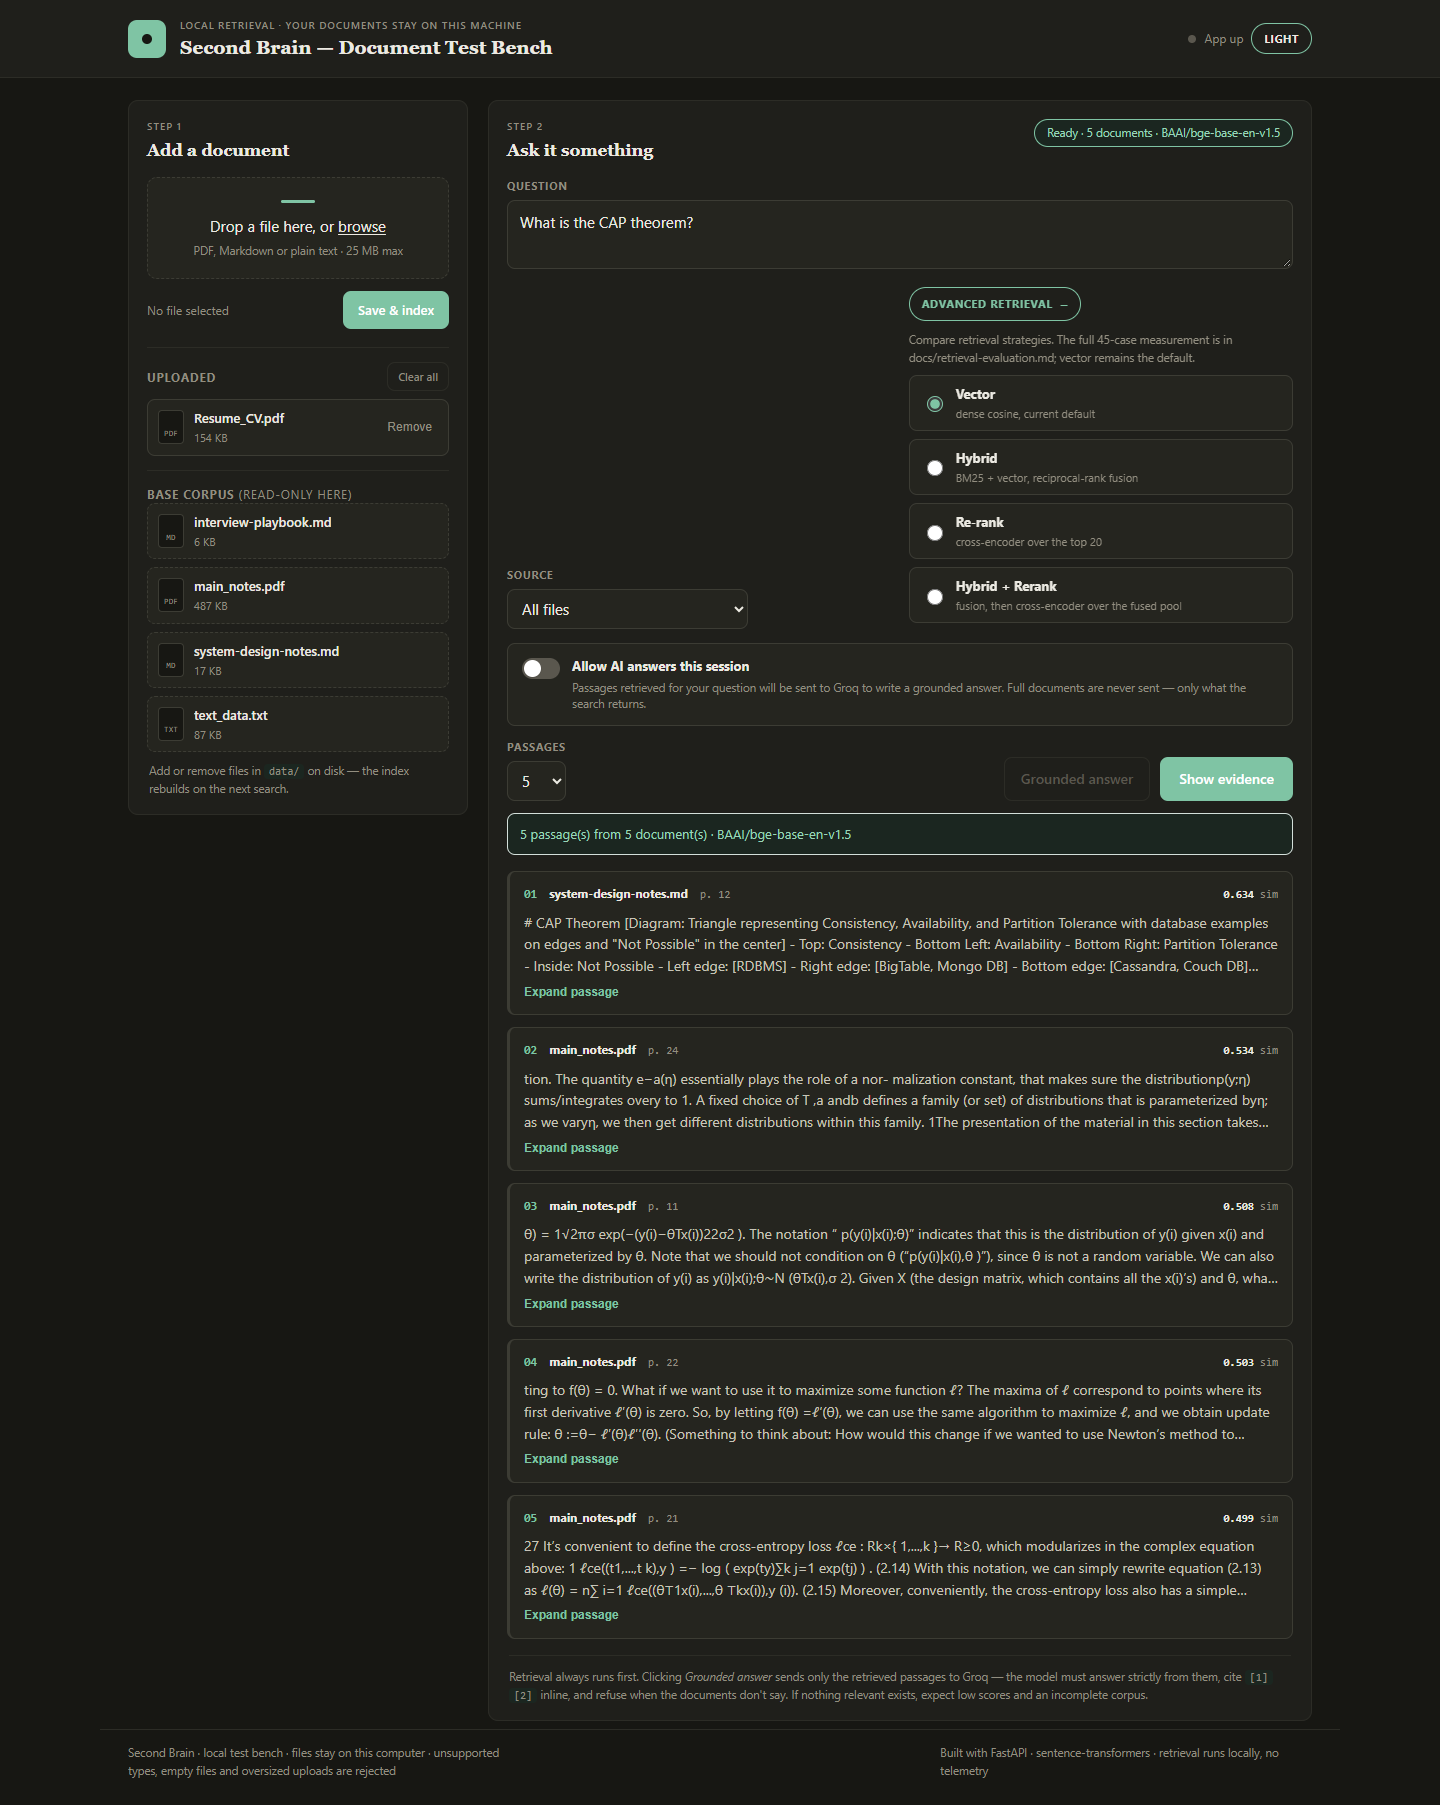 LOCAL RETRIEVAL · YOUR DOCUMENTS STAY ON THIS MACHINE
Second Brain — Document Test Bench
App up
LIGHT
STEP 1
Add a document
Drop a file here, or browse
PDF, Markdown or plain text · 25 MB max
No file selected
Save & index
UPLOADED
Clear all
PDF
Resume_CV.pdf
154 KB
Remove
BASE CORPUS (READ-ONLY HERE)
MD
interview-playbook.md
6 KB
PDF
main_notes.pdf
487 KB
MD
system-design-notes.md
17 KB
TXT
text_data.txt
87 KB
Add or remove files in data/ on disk — the index
rebuilds on the next search.
STEP 2
Ask it something
Ready · 5 documents · BAAI/bge-base-en-v1.5
QUESTION
What is the CAP theorem?
ADVANCED RETRIEVAL –
Compare retrieval strategies. The full 45-case measurement is in
docs/retrieval-evaluation.md; vector remains the default.
Vector
dense cosine, current default
Hybrid
BM25 + vector, reciprocal-rank fusion
Re-rank
cross-encoder over the top 20
Hybrid + Rerank
fusion, then cross-encoder over the fused pool
SOURCE
All files
Allow AI answers this session
Passages retrieved for your question will be sent to Groq to write a grounded answer. Full documents are never sent — only what the
search returns.
PASSAGES
5
Grounded answer
Show evidence
5 passage(s) from 5 document(s) · BAAI/bge-base-en-v1.5
01 system-design-notes.md p. 12 0.634 sim
# CAP Theorem [Diagram: Triangle representing Consistency, Availability, and Partition Tolerance with database examples
on edges and "Not Possible" in the center] - Top: Consistency - Bottom Left: Availability - Bottom Right: Partition Tolerance
- Inside: Not Possible - Left edge: [RDBMS] - Right edge: [BigTable, Mongo DB] - Bottom edge: [Cassandra, Couch DB]...
Expand passage
02 main_notes.pdf p. 24 0.534 sim
tion. The quantity e−a(η) essentially plays the role of a nor- malization constant, that makes sure the distributionp(y;η)
sums/integrates overy to 1. A fixed choice of T ,a andb defines a family (or set) of distributions that is parameterized byη;
as we varyη, we then get different distributions within this family. 1The presentation of the material in this section takes...
Expand passage
03 main_notes.pdf p. 11 0.508 sim
θ) = 1√2πσ exp(−(y(i)−θTx(i))22σ2 ). The notation “ p(y(i)|x(i);θ)” indicates that this is the distribution of y(i) given x(i) and
parameterized by θ. Note that we should not condition on θ (“p(y(i)|x(i),θ )”), since θ is not a random variable. We can also
write the distribution of y(i) as y(i)|x(i);θ∼N (θTx(i),σ 2). Given X (the design matrix, which contains all the x(i)’s) and θ, wha...
Expand passage
04 main_notes.pdf p. 22 0.503 sim
ting to f(θ) = 0. What if we want to use it to maximize some function ℓ? The maxima of ℓ correspond to points where its
first derivative ℓ′(θ) is zero. So, by letting f(θ) =ℓ′(θ), we can use the same algorithm to maximize ℓ, and we obtain update
rule: θ :=θ− ℓ′(θ)ℓ′′(θ). (Something to think about: How would this change if we wanted to use Newton’s method to...
Expand passage
05 main_notes.pdf p. 21 0.499 sim
27 It’s convenient to define the cross-entropy loss ℓce : Rk×{ 1,...,k }→ R≥0, which modularizes in the complex equation
above: 1 ℓce((t1,...,t k),y ) =− log ( exp(ty)∑k j=1 exp(tj) ) . (2.14) With this notation, we can simply rewrite equation (2.13)
as ℓ(θ) = n∑ i=1 ℓce((θ⊤1x(i),...,θ ⊤kx(i)),y (i)). (2.15) Moreover, conveniently, the cross-entropy loss also has a simple...
Expand passage
Retrieval always runs first. Clicking Grounded answer sends only the retrieved passages to Groq — the model must answer strictly from them, cite [1]
[2] inline, and refuse when the documents don't say. If nothing relevant exists, expect low scores and an incomplete corpus.
Second Brain · local test bench · files stay on this computer · unsupported
types, empty files and oversized uploads are rejected
Built with FastAPI · sentence-transformers · retrieval runs locally, no
telemetry